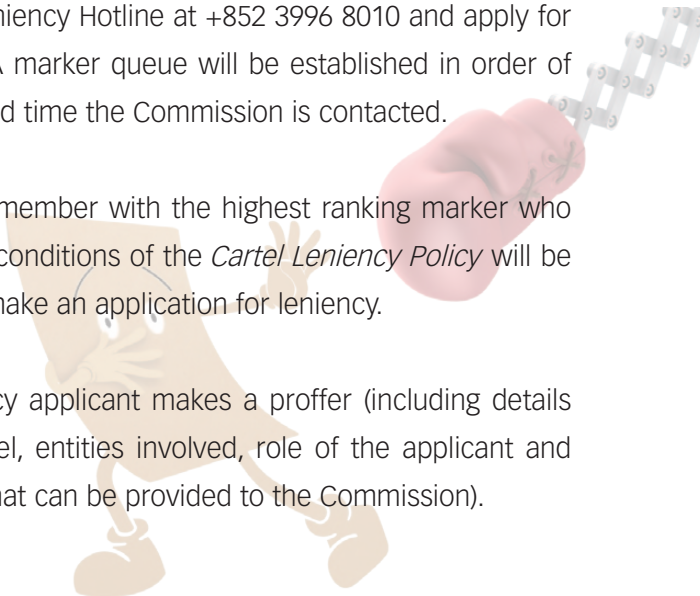 niency Hotline at +852 3996 8010 and apply for
A marker queue will be established in order of
d time the Commission is contacted.
member with the highest ranking marker who
conditions of the Cartel Leniency Policy will be
make an application for leniency.
cy applicant makes a proffer (including details
el, entities involved, role of the applicant and
hat can be provided to the Commission).